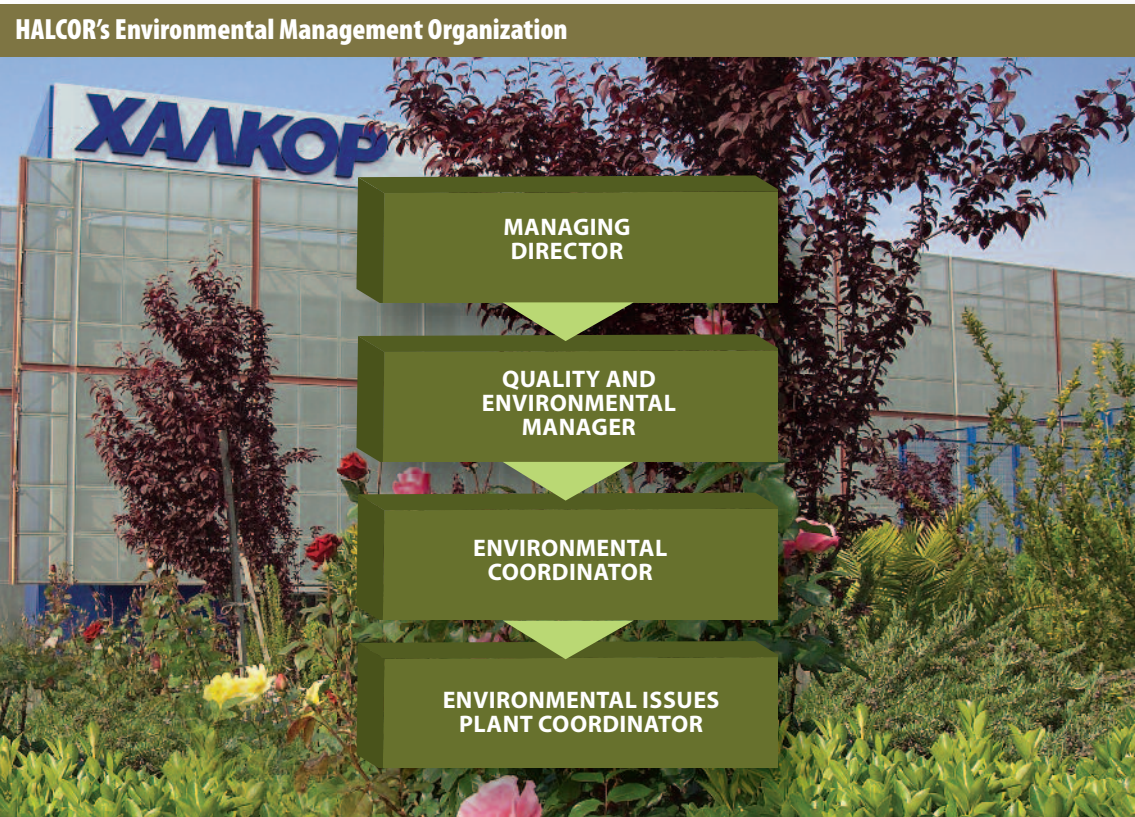 HALCOR's Environmental Management Organization
ΧΑΛΚΟΡ
MANAGING
DIRECTOR
QUALITY AND
ENVIRONMENTAL
MANAGER
ENVIRONMENTAL
COORDINATOR
ENVIRONMENTAL ISSUES
PLANT COORDINATOR